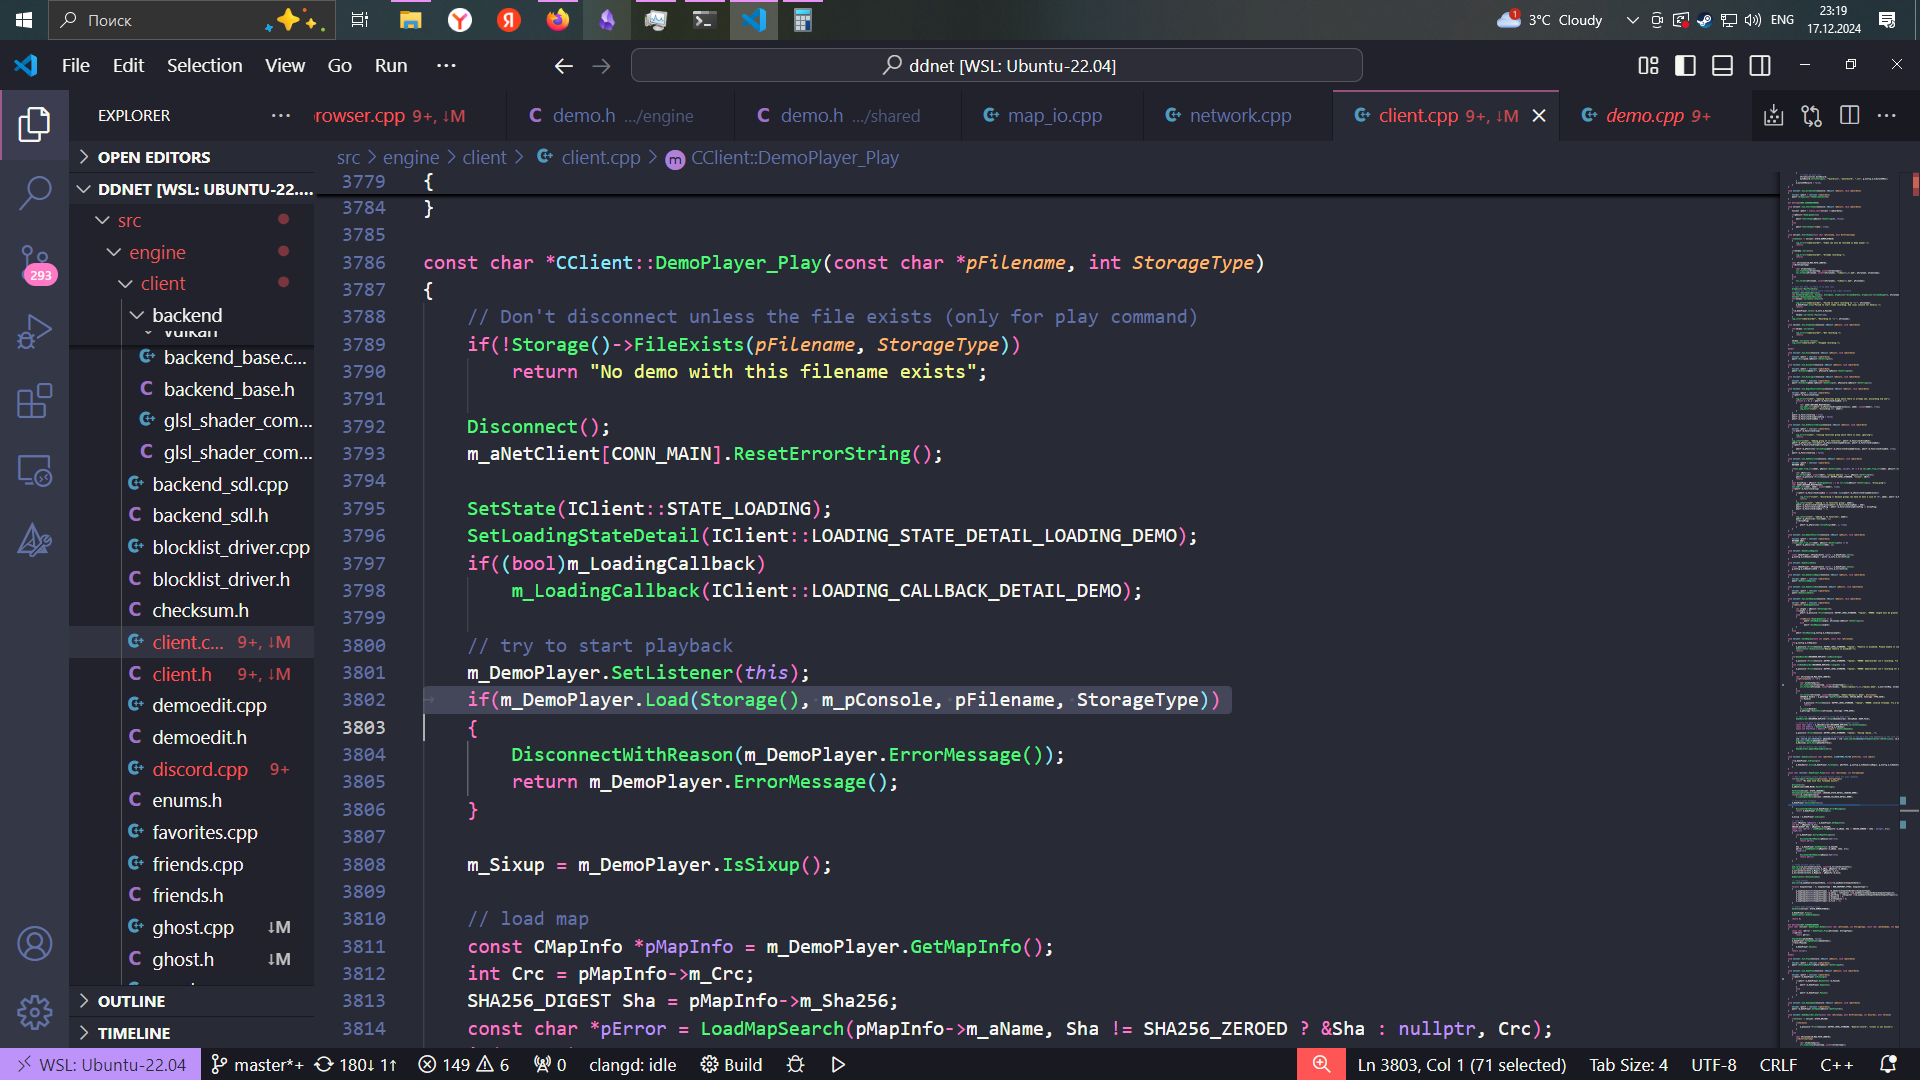 Поиск
3°C Cloudy
ENG
23:19
17.12.2024
File Edit Selection View Go Run ···
ddnet [WSL: Ubuntu-22.04]
EXPLORER
rowser.cpp 9+, ↓M
demo.h .../engine
demo.h .../shared
map_io.cpp
network.cpp
client.cpp 9+, ↓M
demo.cpp 9+
src > engine > client > client.cpp > CClient::DemoPlayer_Play
OPEN EDITORS
DDNET [WSL: UBUNTU-22....
src
engine
client
backend
vulkan
backend_base.c...
backend_base.h
glsl_shader_com...
glsl_shader_com...
backend_sdl.cpp
backend_sdl.h
blocklist_driver.cpp
blocklist_driver.h
checksum.h
client.c... 9+, ↓M
client.h 9+, ↓M
demoedit.cpp
demoedit.h
discord.cpp 9+
enums.h
favorites.cpp
friends.cpp
friends.h
ghost.cpp ↓M
ghost.h ↓M
OUTLINE
TIMELINE
293
3779 {
3784 }
3785
3786 const char *CClient::DemoPlayer_Play(const char *pFilename, int StorageType)
3787 {
3788 // Don't disconnect unless the file exists (only for play command)
3789 if(!Storage()->FileExists(pFilename, StorageType))
3790 return "No demo with this filename exists";
3791
3792 Disconnect();
3793 m_aNetClient[CONN_MAIN].ResetErrorString();
3794
3795 SetState(IClient::STATE_LOADING);
3796 SetLoadingStateDetail(IClient::LOADING_STATE_DETAIL_LOADING_DEMO);
3797 if((bool)m_LoadingCallback)
3798 m_LoadingCallback(IClient::LOADING_CALLBACK_DETAIL_DEMO);
3799
3800 // try to start playback
3801 m_DemoPlayer.SetListener(this);
3802 if(m_DemoPlayer.Load(Storage(), m_pConsole, pFilename, StorageType))
3803 {
3804 DisconnectWithReason(m_DemoPlayer.ErrorMessage());
3805 return m_DemoPlayer.ErrorMessage();
3806 }
3807
3808 m_Sixup = m_DemoPlayer.IsSixup();
3809
3810 // load map
3811 const CMapInfo *pMapInfo = m_DemoPlayer.GetMapInfo();
3812 int Crc = pMapInfo->m_Crc;
3813 SHA256_DIGEST Sha = pMapInfo->m_Sha256;
3814 const char *pError = LoadMapSearch(pMapInfo->m_aName, Sha != SHA256_ZEROED ? &Sha : nullptr, Crc);
WSL: Ubuntu-22.04
master*+ 180↓ 1↑
149 6
0
clangd: idle
Build
Ln 3803, Col 1 (71 selected)
Tab Size: 4
UTF-8
CRLF
C++